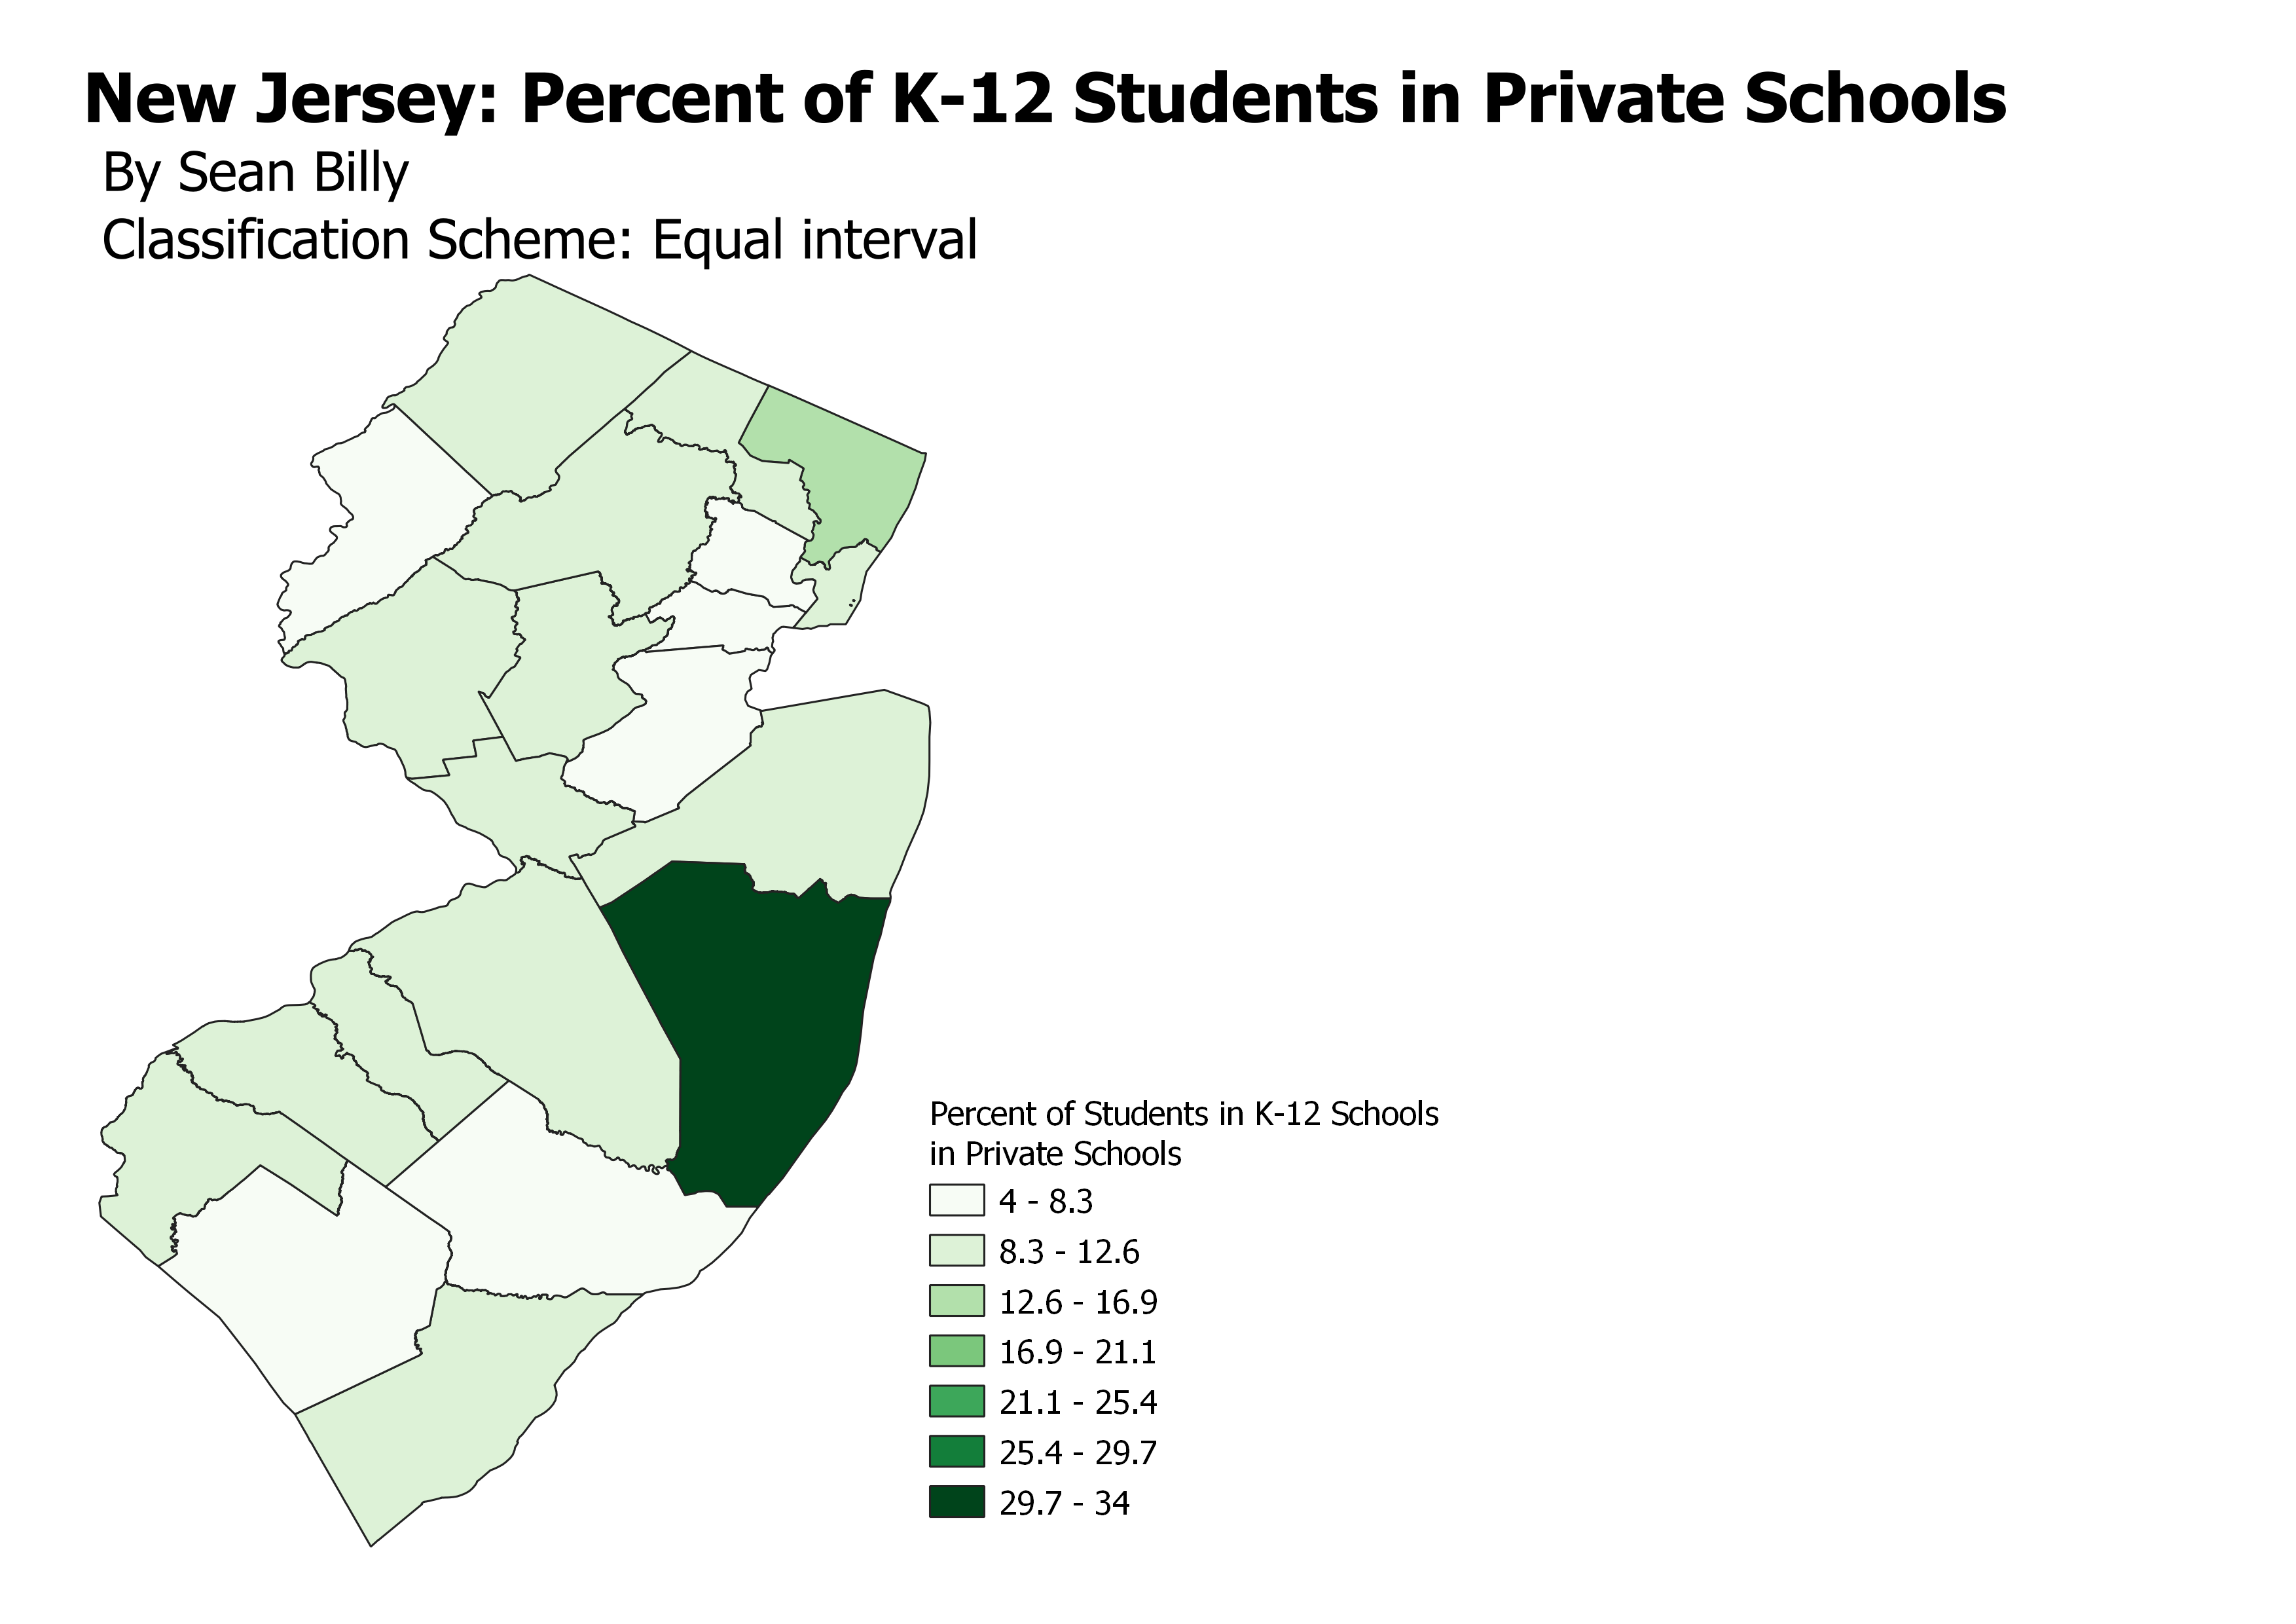 New Jersey: Percent of K-12 Students in Private Schools
By Sean Billy
Classification Scheme: Equal interval
Percent of Students in K-12 Schools
in Private Schools
4 - 8.3
8.3 - 12.6
12.6 - 16.9
16.9 - 21.1
21.1 - 25.4
25.4 - 29.7
29.7 - 34